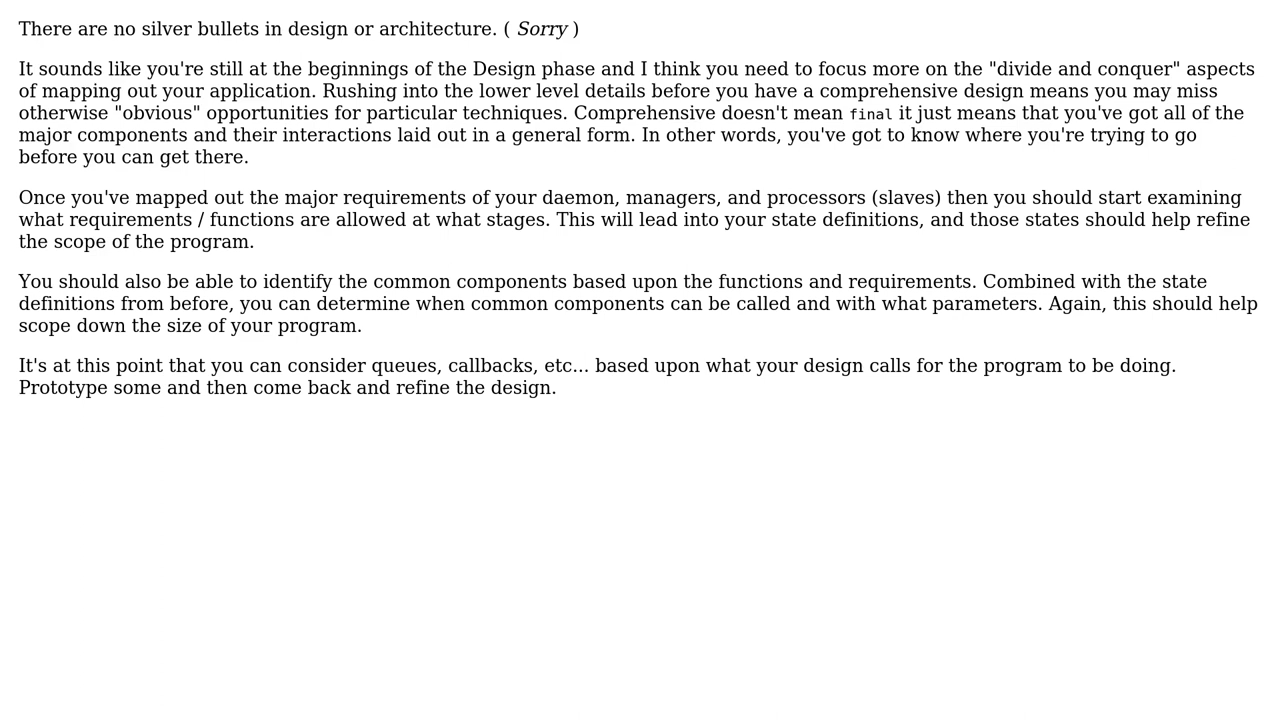 There are no silver bullets in design or architecture. ( Sorry )
It sounds like you're still at the beginnings of the Design phase and I think you need to focus more on the "divide and conquer" aspects
of mapping out your application. Rushing into the lower level details before you have a comprehensive design means you may miss
otherwise "obvious" opportunities for particular techniques. Comprehensive doesn't mean final it just means that you've got all of the
major components and their interactions laid out in a general form. In other words, you've got to know where you're trying to go
before you can get there.
Once you've mapped out the major requirements of your daemon, managers, and processors (slaves) then you should start examining
what requirements / functions are allowed at what stages. This will lead into your state definitions, and those states should help refine
the scope of the program.
You should also be able to identify the common components based upon the functions and requirements. Combined with the state
definitions from before, you can determine when common components can be called and with what parameters. Again, this should help
scope down the size of your program.
It's at this point that you can consider queues, callbacks, etc... based upon what your design calls for the program to be doing.
Prototype some and then come back and refine the design.